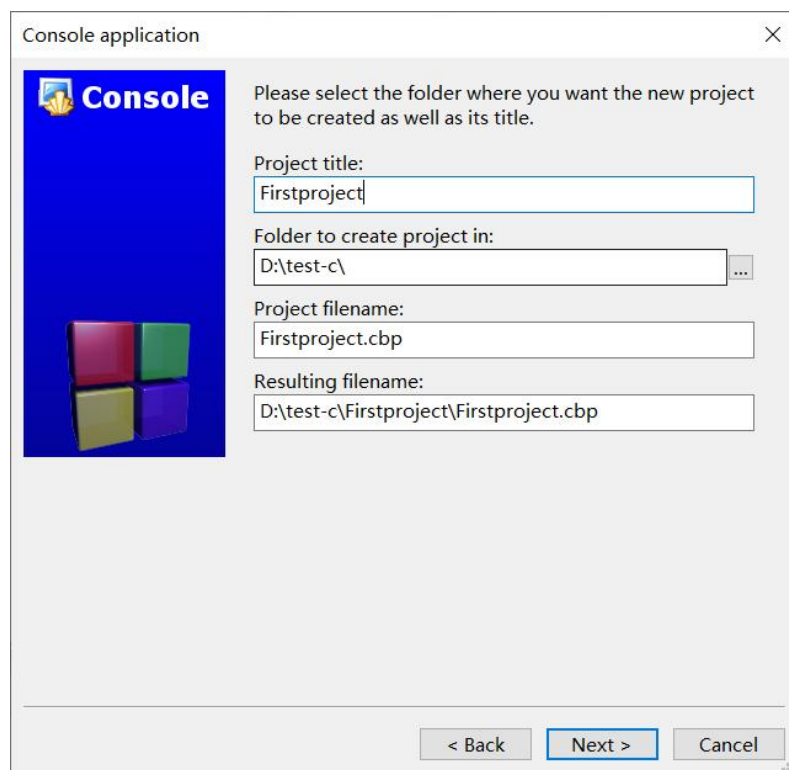 Console application
Console
Please select the folder where you want the new project
to be created as well as its title.
Project title:
Firstproject
Folder to create project in:
D:\test-c\
...
Project filename:
Firstproject.cbp
Resulting filename:
D:\test-c\Firstproject\Firstproject.cbp
< Back
Next >
Cancel